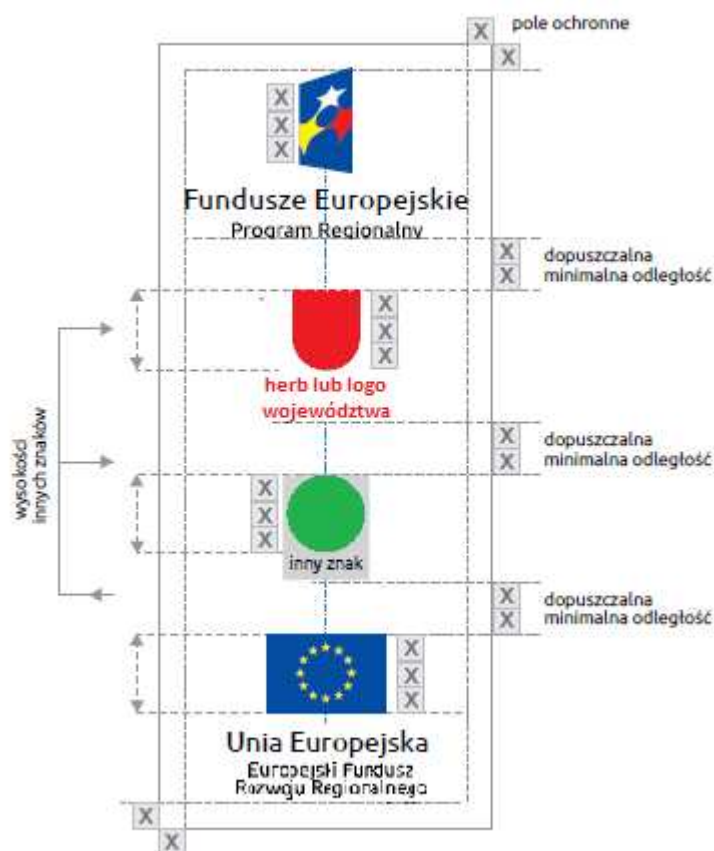 X
pole ochronne
X
X
X
X
Fundusze Europejskie
Program Regionalny
X
X
dopuszczalna
minimalna odległość
X
X
X
herb lub logo
województwa
wysokości
innych znaków
X
X
dopuszczalna
minimalna odległość
X
X
X
inny znak
X
X
dopuszczalna
minimalna odległość
X
X
X
Unia Europejska
Europejski Fundusz
Rozwoju Regionalnego
X
X